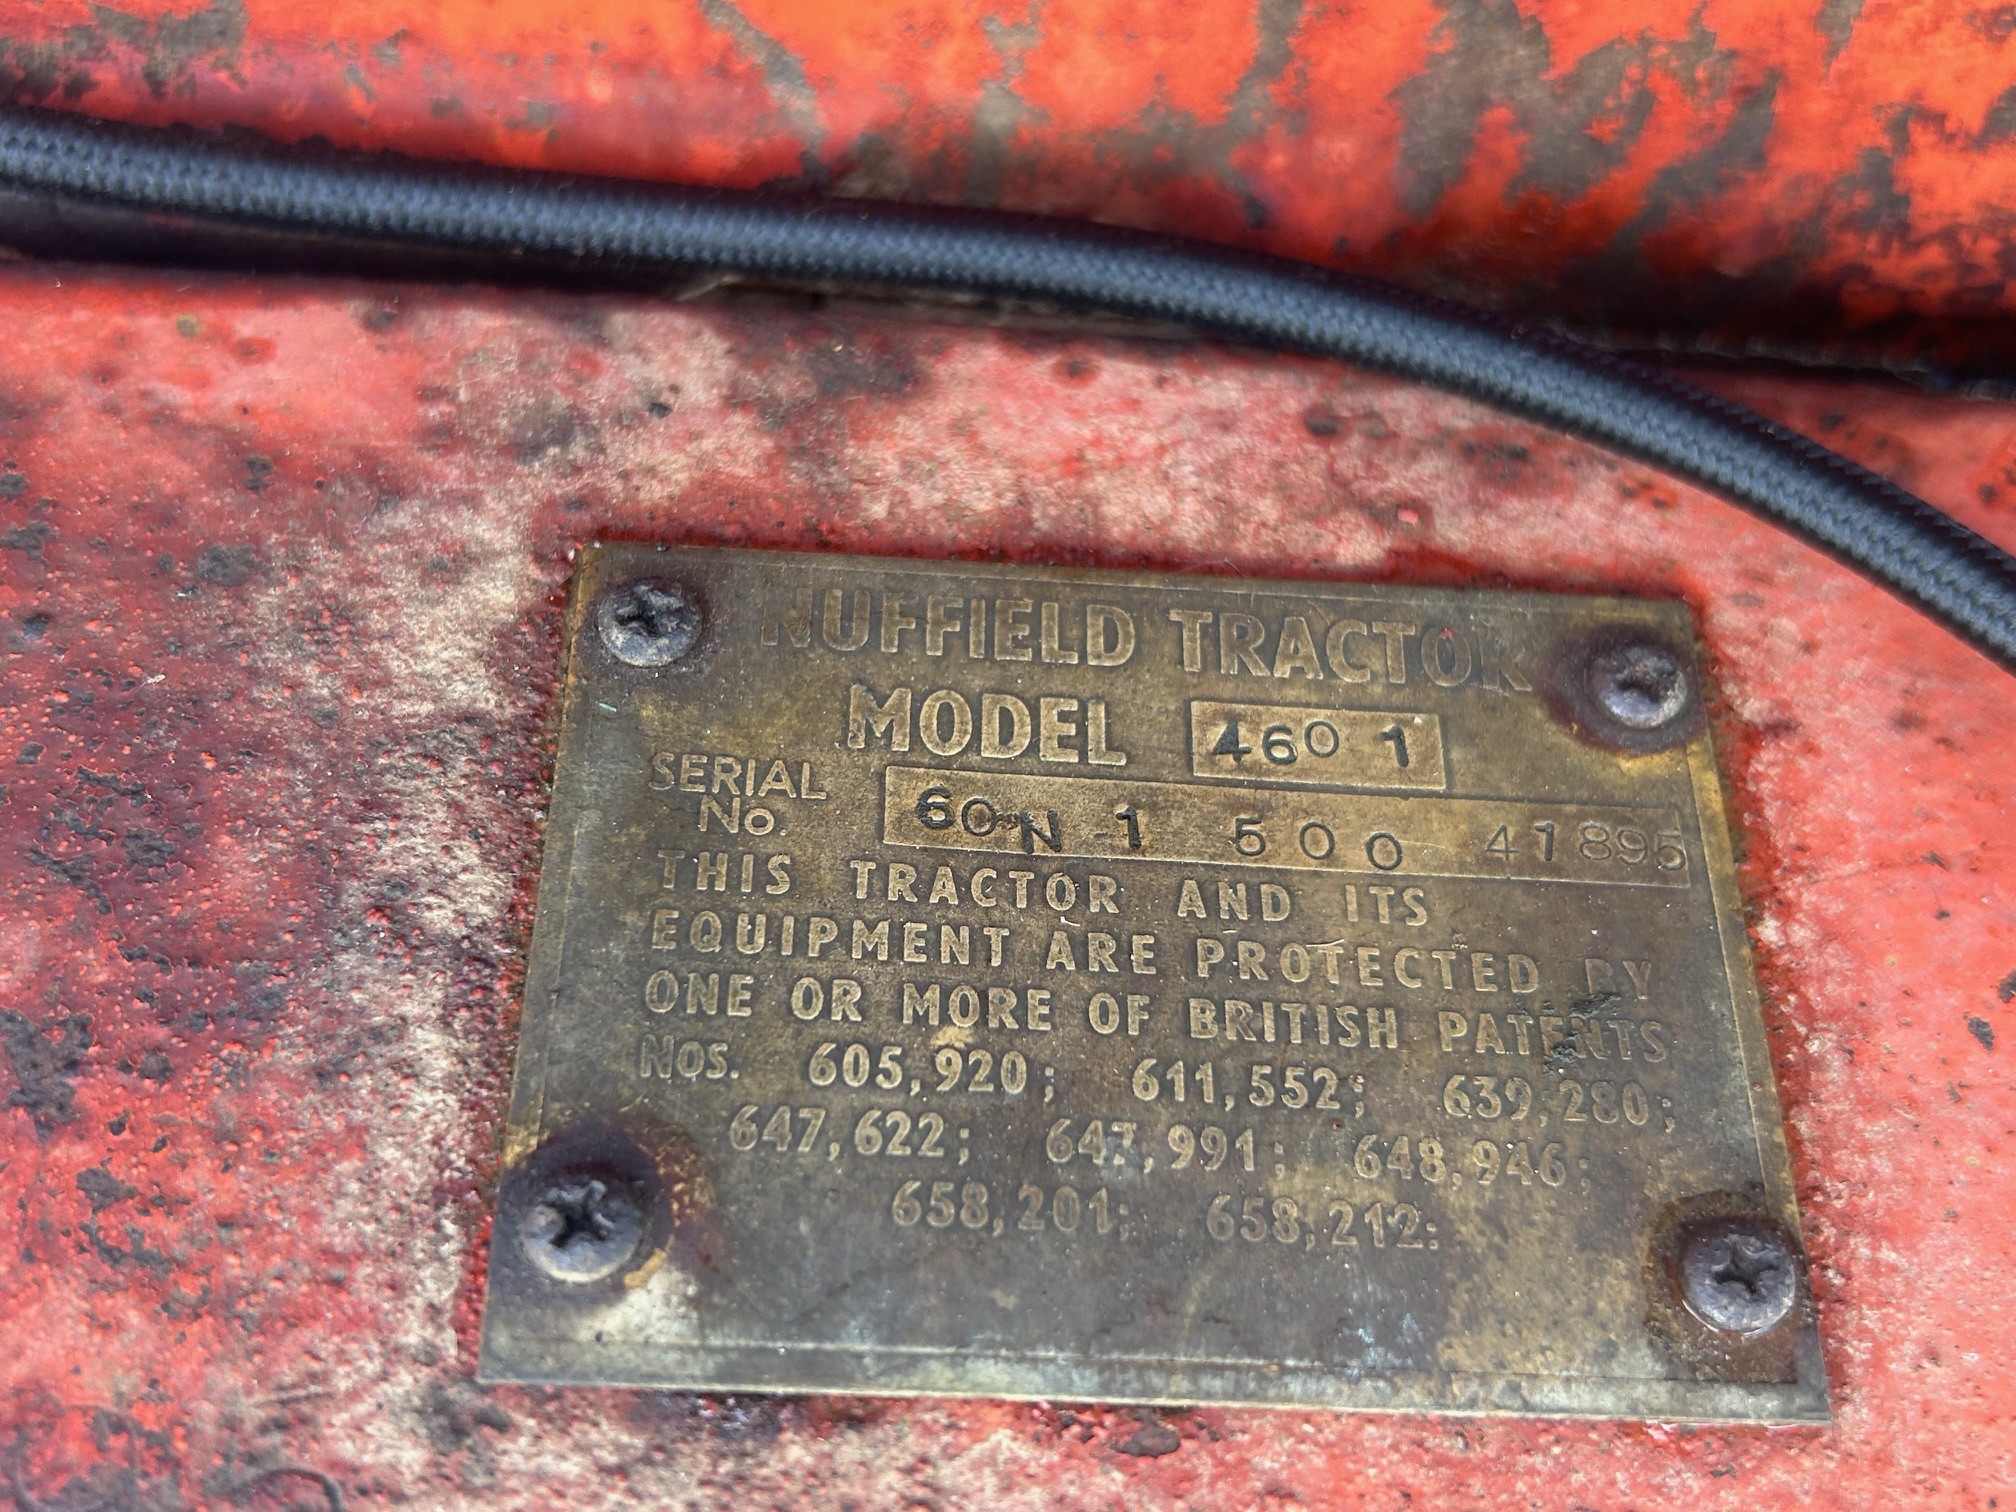 NUFFIELD TRACTOR
MODEL 460 1
SERIAL No. 60 N 1 500 41895
THIS TRACTOR AND ITS
EQUIPMENT ARE PROTECTED BY
ONE OR MORE OF BRITISH PATENTS
Nos. 605,920; 611,552; 639,280;
647,622; 647,991; 648,946;
658,201; 658,212: